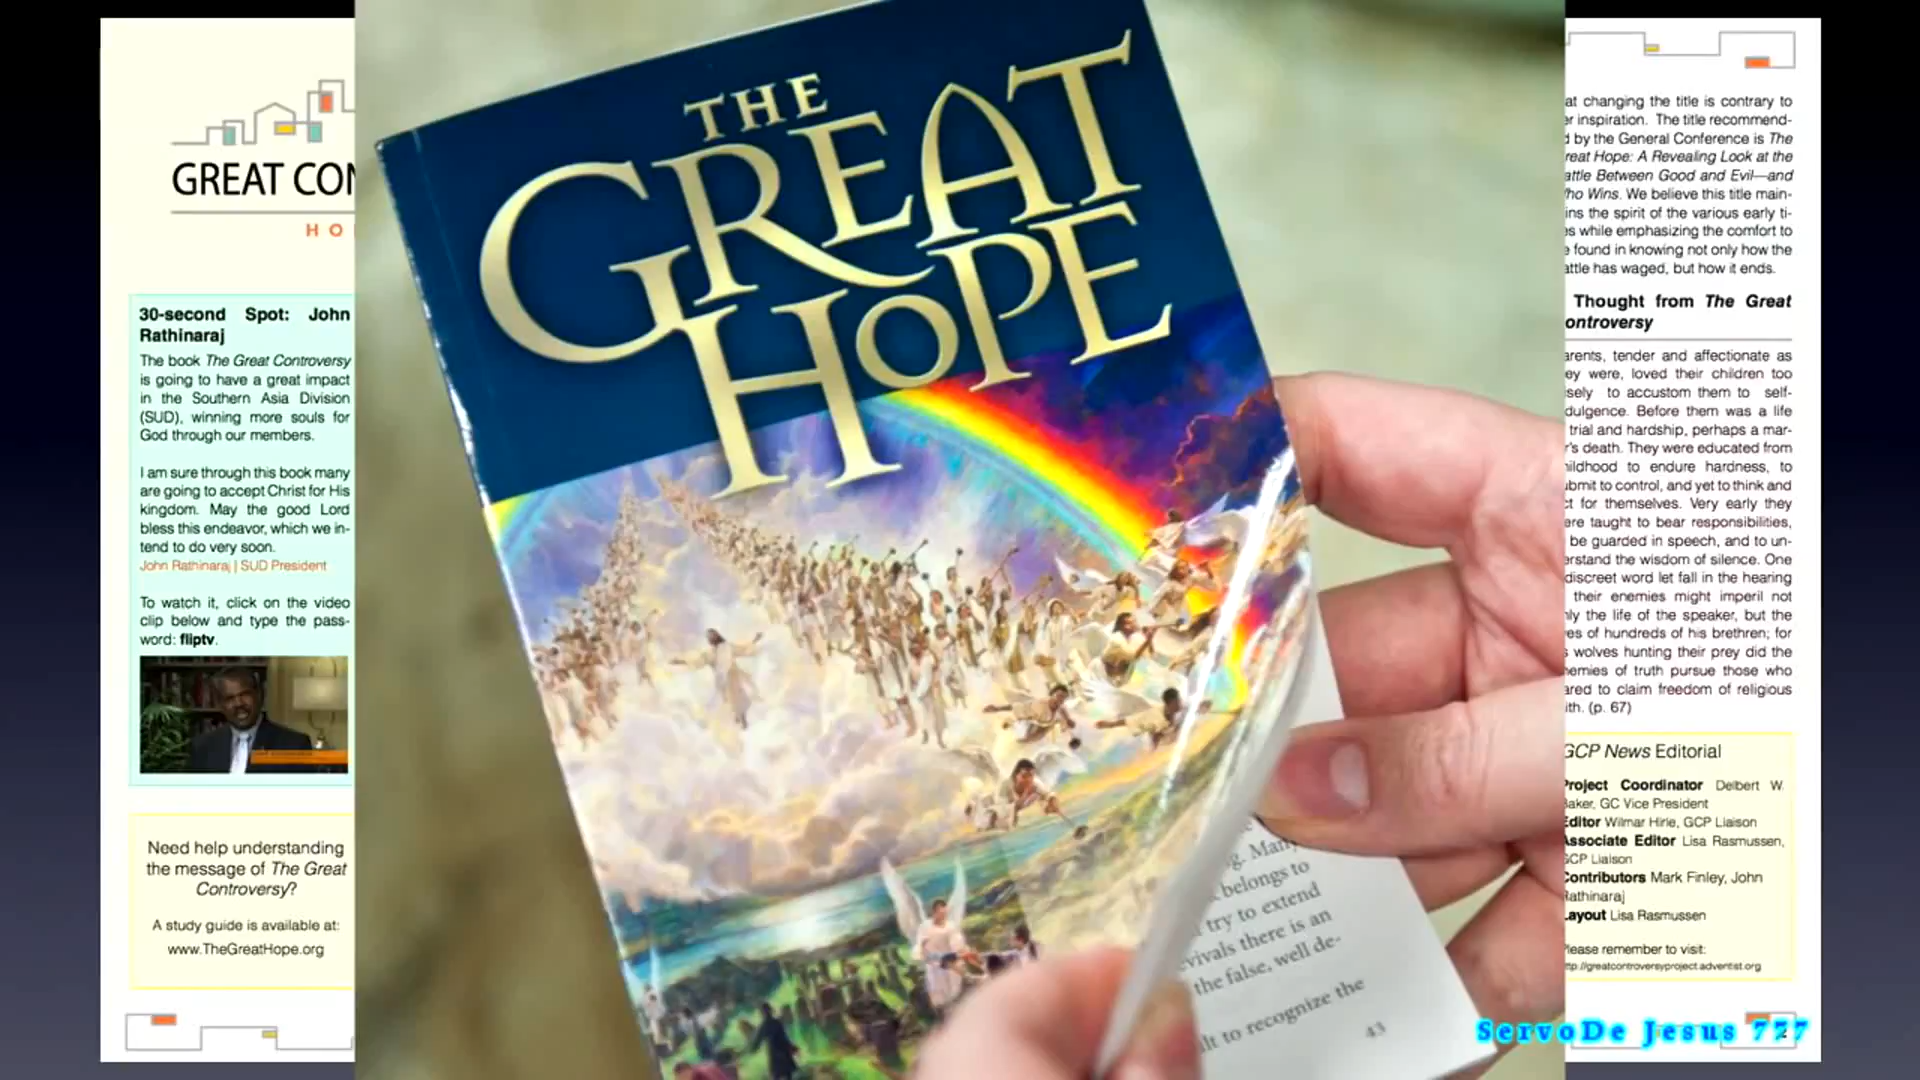 GREAT CON
HO
30-second Spot: John
Rathinaraj
The book The Great Controversy
is going to have a great impact
in the Southern Asia Division
(SUD), winning more souls for
God through our members.
I am sure through this book many
are going to accept Christ for His
kingdom. May the good Lord
bless this endeavor, which we in-
tend to do very soon.
John Rathinaraj | SUD President
To watch it, click on the video
clip below and type the pass-
word: fliptv.
Need help understanding
the message of The Great
Controversy?
A study guide is available at:
www.TheGreatHope.org
THE
GREAT
HOPE
g. Many
belongs to
try to extend
evivals there is an
the false, well de-
lt to recognize the
43
at changing the title is contrary to
er inspiration. The title recommend-
d by the General Conference is The
reat Hope: A Revealing Look at the
attle Between Good and Evil—and
ho Wins. We believe this title main-
ins the spirit of the various early ti-
es while emphasizing the comfort to
e found in knowing not only how the
attle has waged, but how it ends.
Thought from The Great
ontroversy
arents, tender and affectionate as
ey were, loved their children too
isely to accustom them to self-
dulgence. Before them was a life
trial and hardship, perhaps a mar-
r's death. They were educated from
hildhood to endure hardness, to
ubmit to control, and yet to think and
ct for themselves. Very early they
ere taught to bear responsibilities,
be guarded in speech, and to un-
erstand the wisdom of silence. One
discreet word let fall in the hearing
their enemies might imperil not
nly the life of the speaker, but the
es of hundreds of his brethren; for
s wolves hunting their prey did the
nemies of truth pursue those who
ared to claim freedom of religious
ith. (p. 67)
GCP News Editorial
Project Coordinator Delbert W.
Baker, GC Vice President
Editor Wilmar Hirle, GCP Liaison
Associate Editor Lisa Rasmussen,
GCP Liaison
Contributors Mark Finley, John
Rathinaraj
Layout Lisa Rasmussen
Please remember to visit:
http://greatcontroversyproject.adventist.org
ServoDe Jesus 777